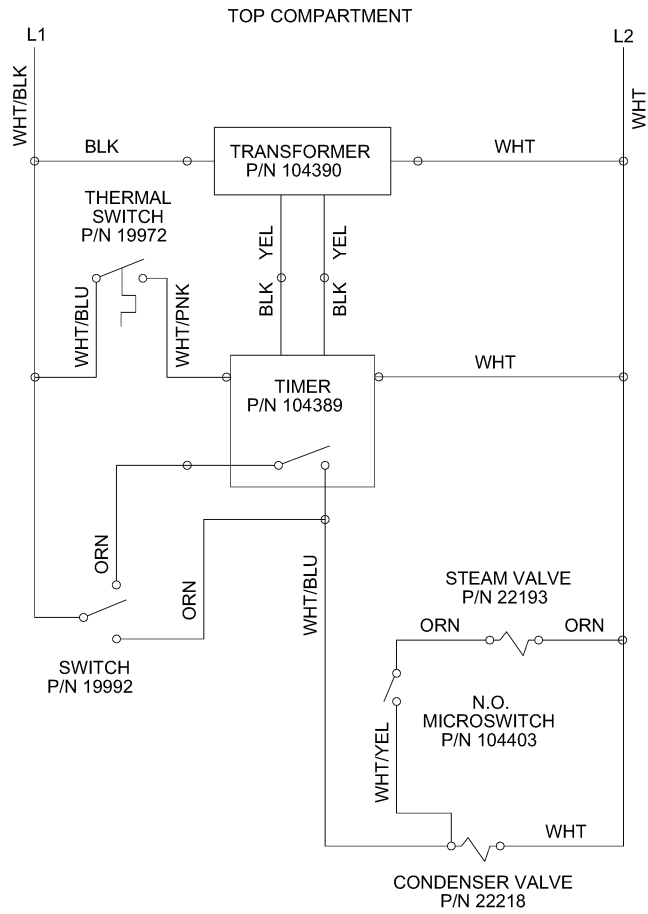 TOP COMPARTMENT
L1
L2
WHT/BLK
WHT
BLK
TRANSFORMER
P/N 104390
WHT
THERMAL
SWITCH
P/N 19972
YEL
YEL
WHT/BLU
WHT/PNK
BLK
BLK
TIMER
P/N 104389
WHT
ORN
ORN
WHT/BLU
STEAM VALVE
P/N 22193
ORN
ORN
SWITCH
P/N 19992
N.O.
MICROSWITCH
P/N 104403
WHT/YEL
WHT
CONDENSER VALVE
P/N 22218